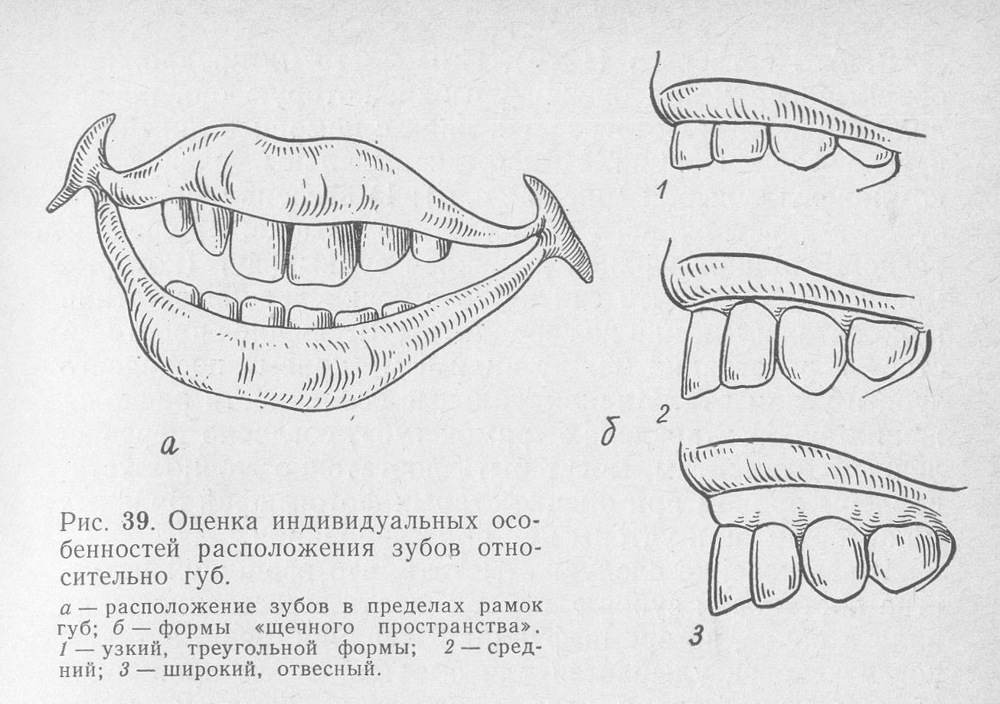 1
2
а
б
3
Рис. 39. Оценка индивидуальных осо-
бенностей расположения зубов отно-
сительно губ.
а — расположение зубов в пределах рамок
губ; б — формы «щечного пространства».
1 — узкий, треугольной формы; 2 — сред-
ний; 3 — широкий, отвесный.